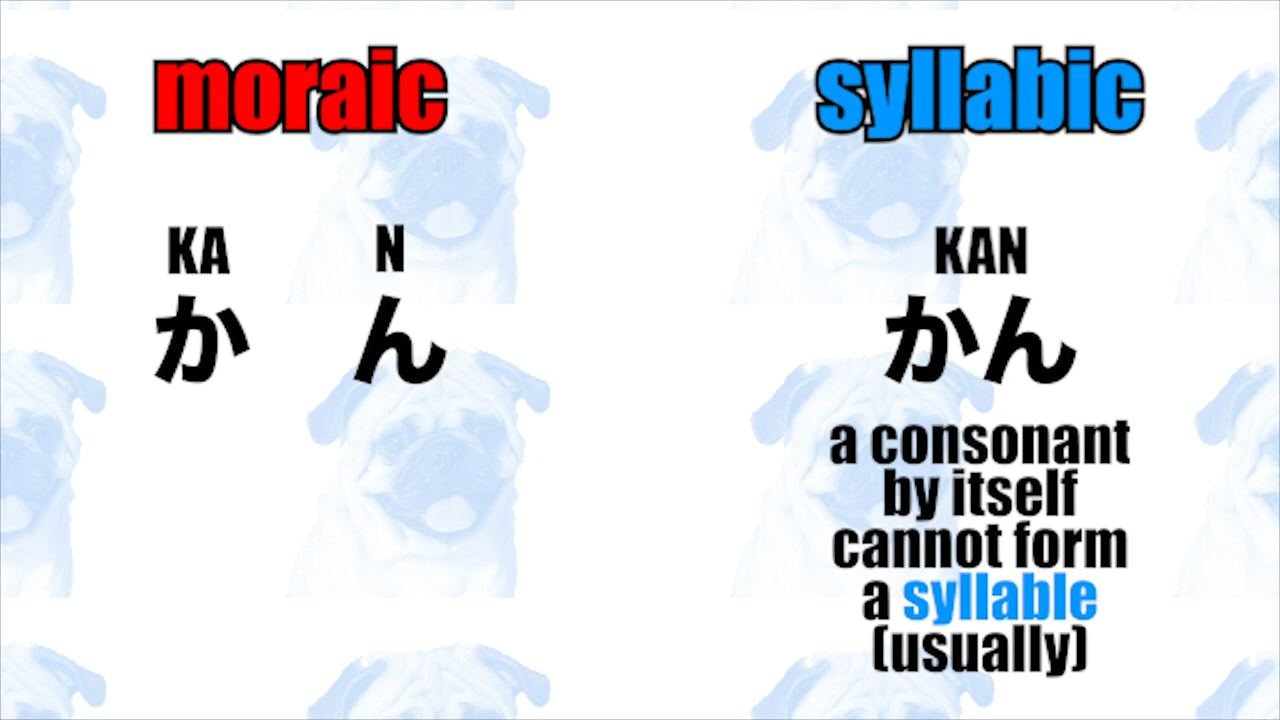 moraic
KA N
か ん
syllabic
KAN
かん
a consonant
by itself
cannot form
a syllable
(usually)